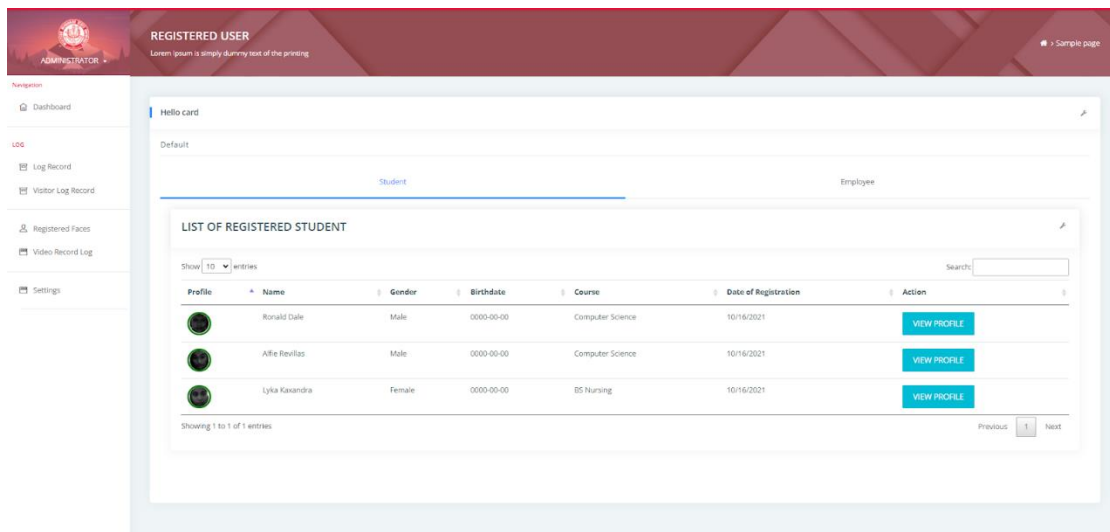 REGISTERED USER
Lorem Ipsum is simply dummy text of the printing
Sample page
ADMINISTRATOR
Navigation
Dashboard
LOG
Log Record
Visitor Log Record
Registered Faces
Video Record Log
Settings
Hello card
Default
Student Employee
LIST OF REGISTERED STUDENT
Show 10 entries Search:
Profile Name Gender Birthdate Course Date of Registration Action
Ronald Dale Male 0000-00-00 Computer Science 10/16/2021 VIEW PROFILE
Alfie Revillas Male 0000-00-00 Computer Science 10/16/2021 VIEW PROFILE
Lyka Kaxandra Female 0000-00-00 BS Nursing 10/16/2021 VIEW PROFILE
Showing 1 to 1 of 1 entries Previous 1 Next